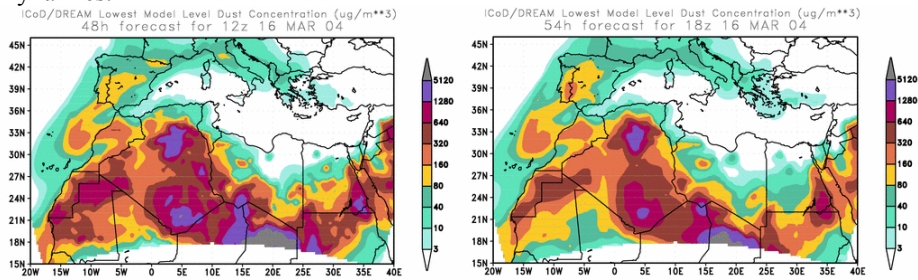 ICoD/DREAM Lowest Model Level Dust Concentration (ug/m**3)
48h forecast for 12z 16 MAR 04
45N
42N
39N
36N
33N
30N
27N
24N
21N
18N
15N
20W 15W 10W 5W 0 5E 10E 15E 20E 25E 30E 35E 40E
5120
1280
640
320
160
80
40
10
3
ICoD/DREAM Lowest Model Level Dust Concentration (ug/m**3)
54h forecast for 18z 16 MAR 04
45N
42N
39N
36N
33N
30N
27N
24N
21N
18N
15N
20W 15W 10W 5W 0 5E 10E 15E 20E 25E 30E 35E 40E
5120
1280
640
320
160
80
40
10
3